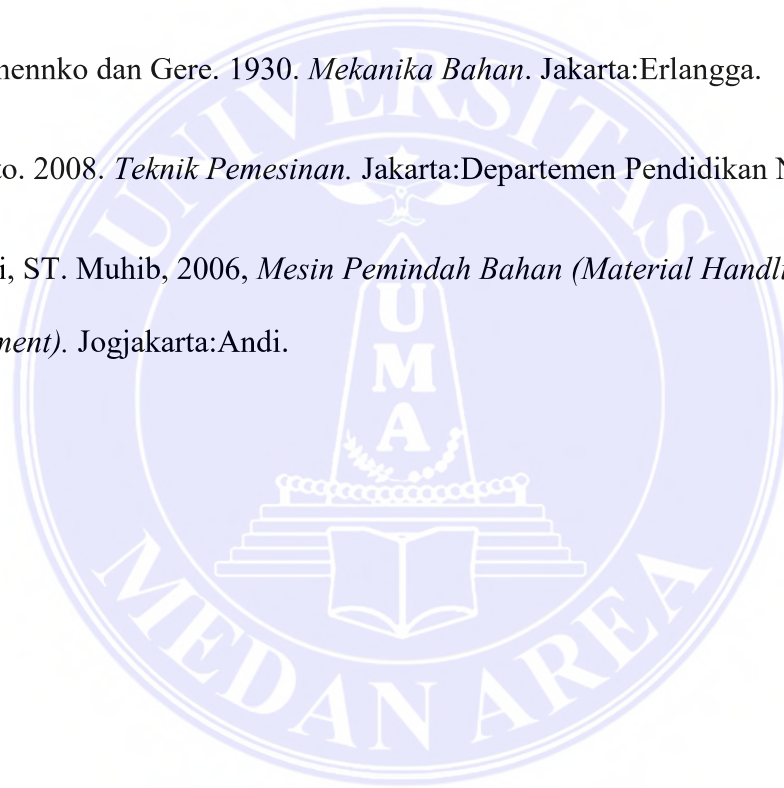 hennko dan Gere. 1930. Mekanika Bahan. Jakarta:Erlangga.
to. 2008. Teknik Pemesinan. Jakarta:Departemen Pendidikan N
i, ST. Muhib, 2006, Mesin Pemindah Bahan (Material Handl
ment). Jogjakarta:Andi.
UNIVERSITAS
UMA
MEDAN AREA